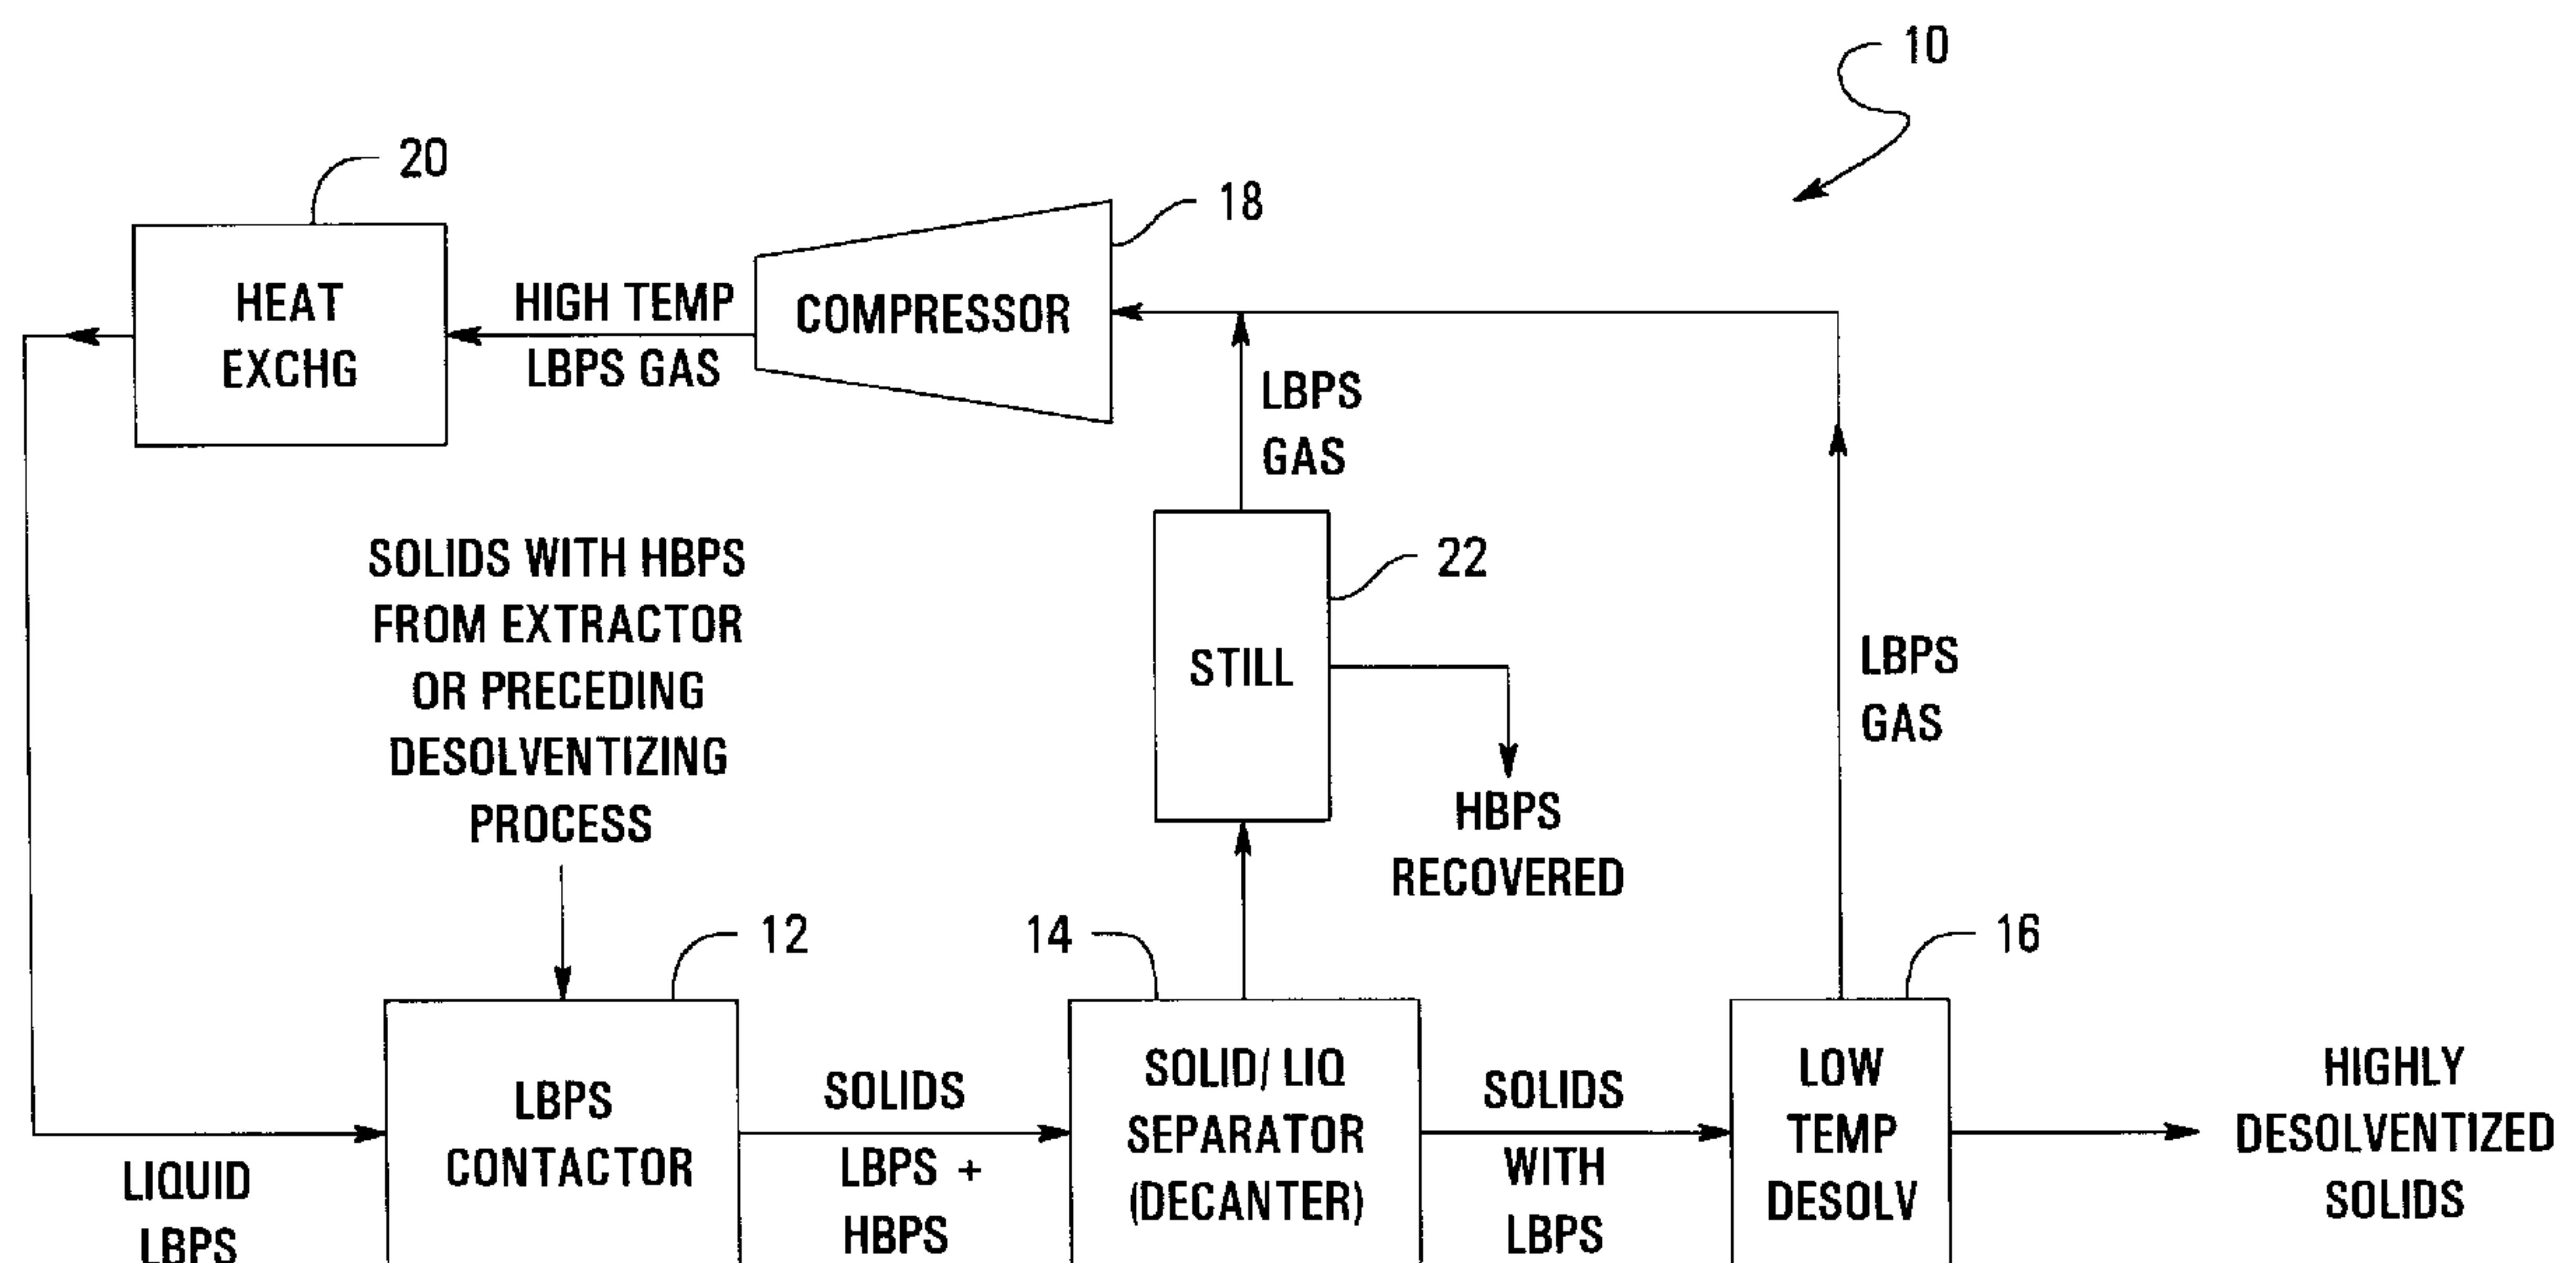 10
20
18
HEAT
EXCHG
HIGH TEMP
LBPS GAS
COMPRESSOR
LBPS
GAS
SOLIDS WITH HBPS
FROM EXTRACTOR
OR PRECEDING
DESOLVENTIZING
PROCESS
22
STILL
LBPS
GAS
HBPS
RECOVERED
12
14
16
LIQUID
LBPS
LBPS
CONTACTOR
SOLIDS
LBPS +
HBPS
SOLID/ LIQ
SEPARATOR
(DECANTER)
SOLIDS
WITH
LBPS
LOW
TEMP
DESOLV
HIGHLY
DESOLVENTIZED
SOLIDS